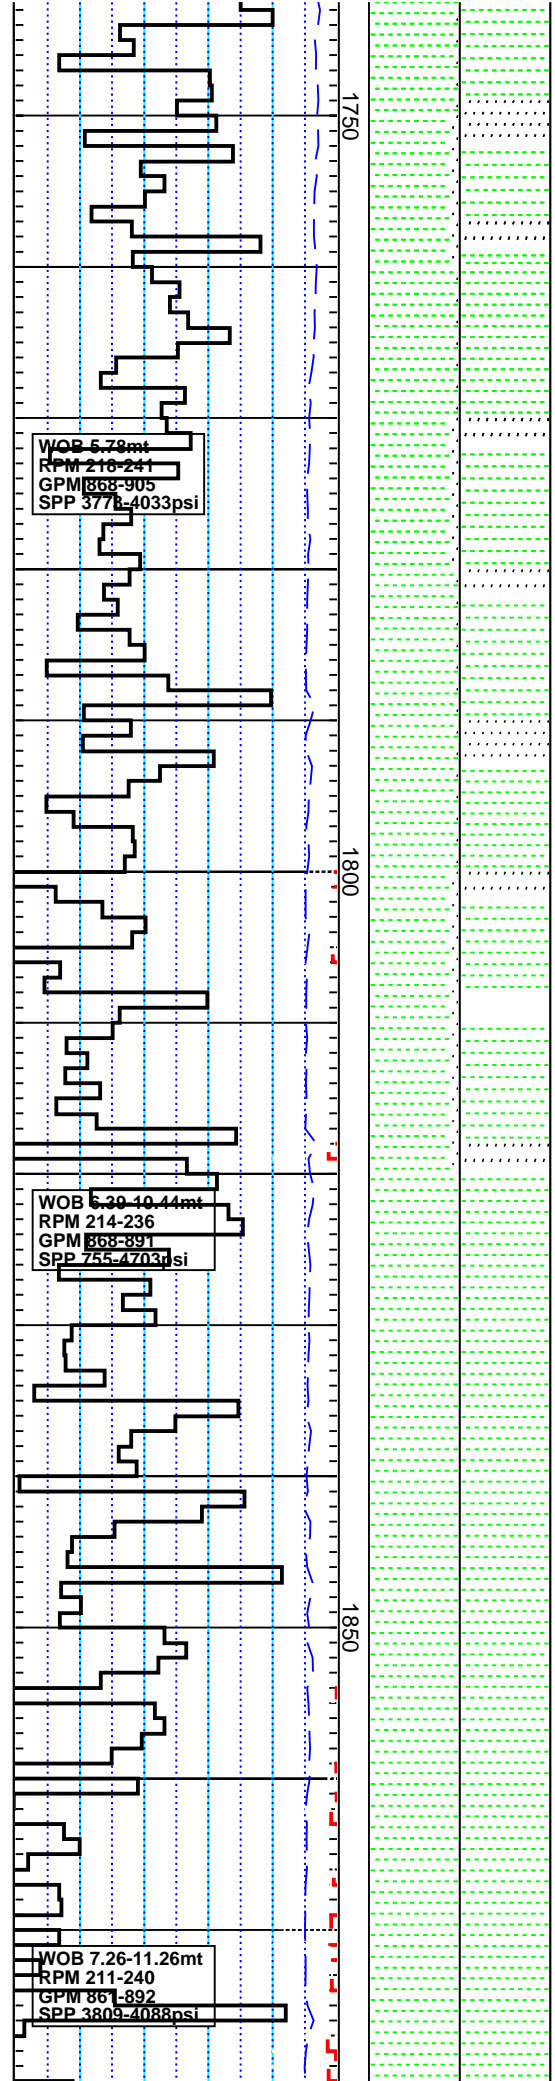 1750
WOB 5.78mt
RPM 218-241
GPM 868-905
SPP 3778-4033psi
1800
WOB 6.39-10.44mt
RPM 214-236
GPM 868-891
SPP 755-4703psi
1850
WOB 7.26-11.26mt
RPM 211-240
GPM 861-892
SPP 3809-4088psi